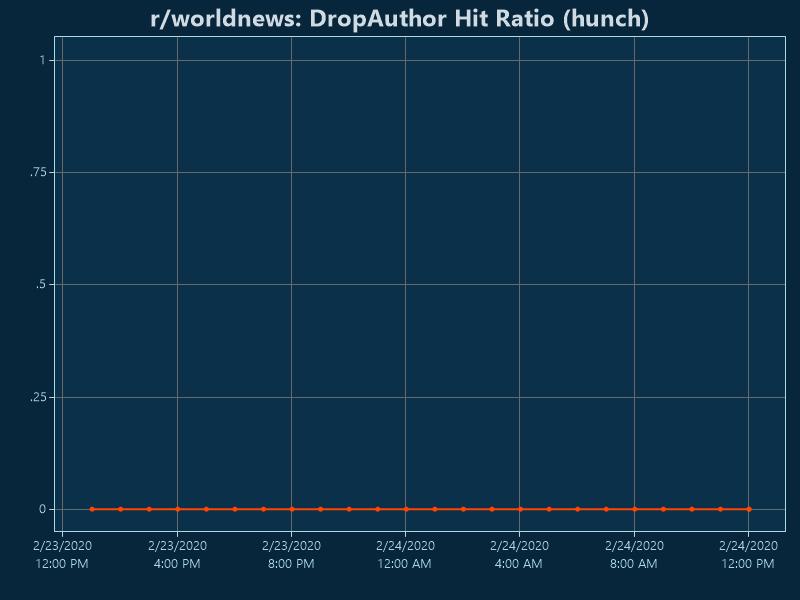 r/worldnews: DropAuthor Hit Ratio (hunch)
1
.75
.5
.25
0
2/23/2020 2/23/2020 2/23/2020 2/24/2020 2/24/2020 2/24/2020 2/24/2020
12:00 PM 4:00 PM 8:00 PM 12:00 AM 4:00 AM 8:00 AM 12:00 PM